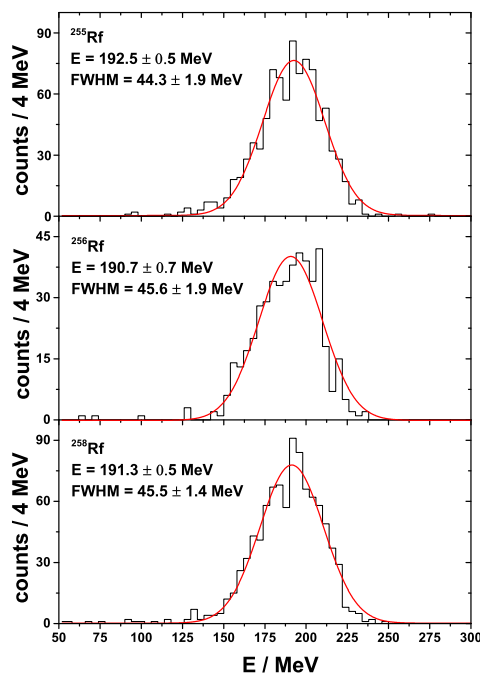 90
60
30
0
counts / 4 MeV
²⁵⁵Rf
E = 192.5 ± 0.5 MeV
FWHM = 44.3 ± 1.9 MeV
45
30
15
0
counts / 4 MeV
²⁵⁶Rf
E = 190.7 ± 0.7 MeV
FWHM = 45.6 ± 1.9 MeV
90
60
30
0
counts / 4 MeV
²⁵⁸Rf
E = 191.3 ± 0.5 MeV
FWHM = 45.5 ± 1.4 MeV
50 75 100 125 150 175 200 225 250 275 300
E / MeV